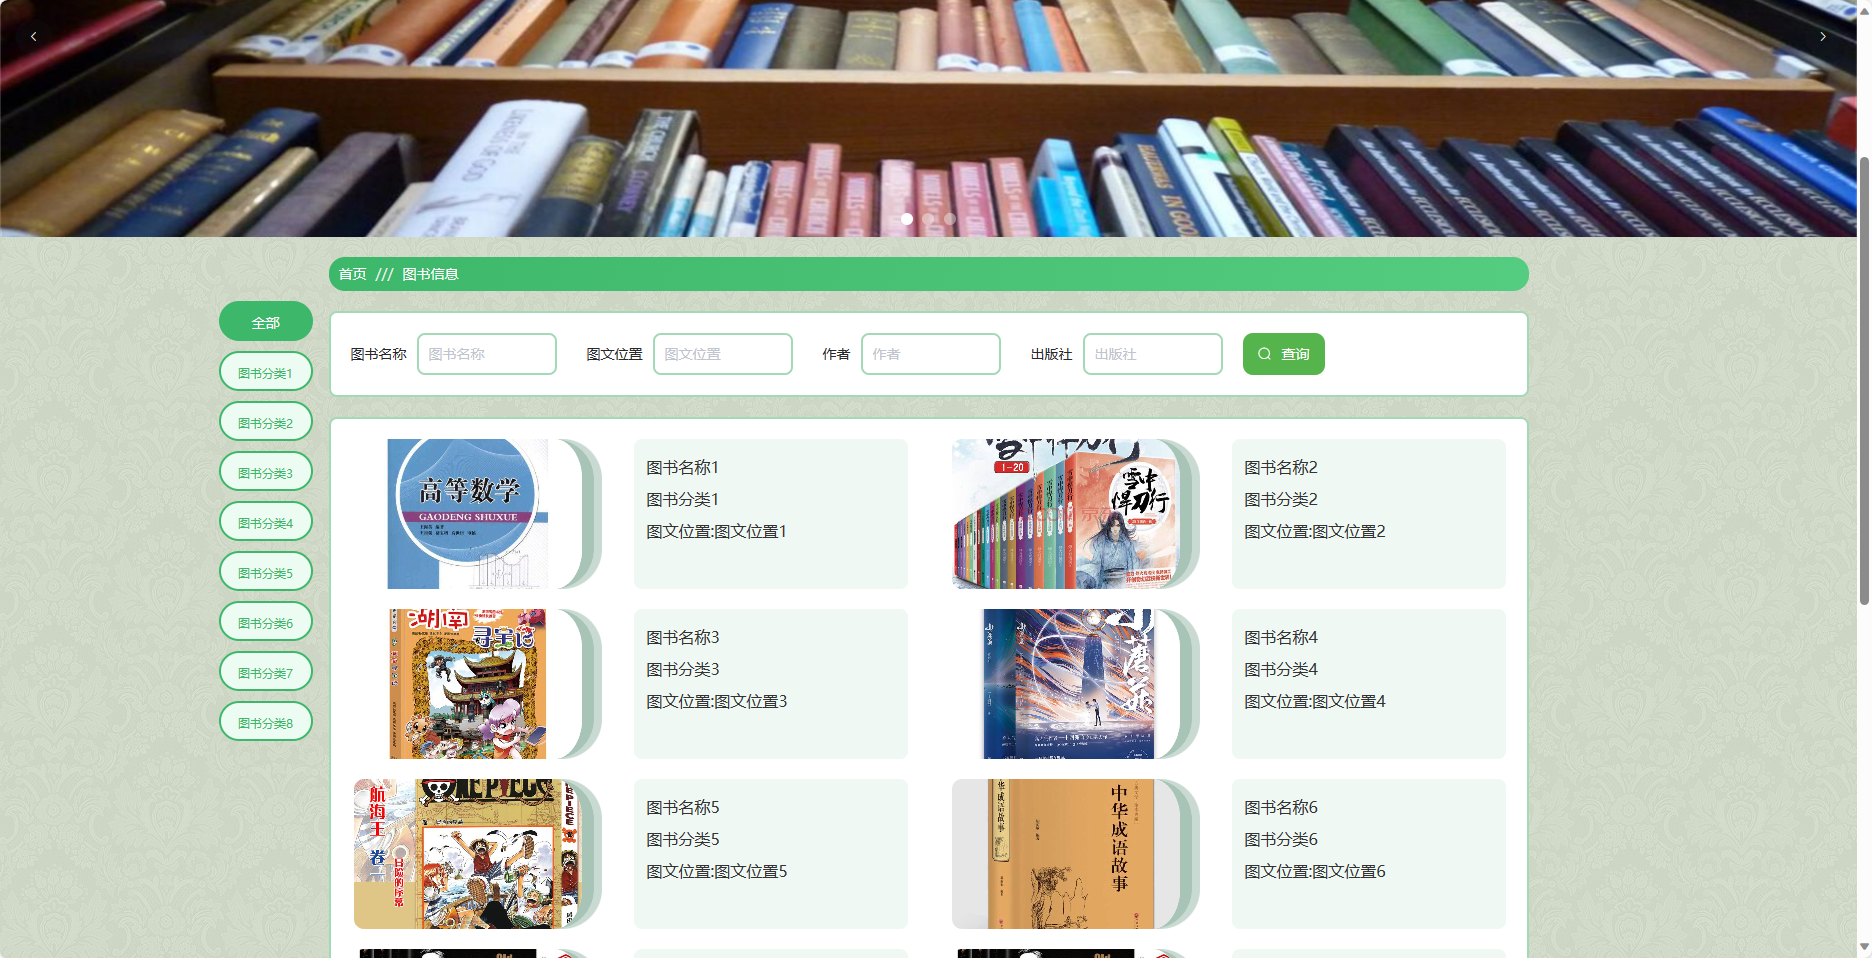 首页 /// 图书信息
全部
图书分类1
图书分类2
图书分类3
图书分类4
图书分类5
图书分类6
图书分类7
图书分类8
图书名称 图书名称 图文位置 图文位置 作者 作者 出版社 出版社 查询
高等数学
GAODENG SHUXUE
图书名称1
图书分类1
图文位置:图文位置1
1-20
雪中
悍刀行
图书名称2
图书分类2
图文位置:图文位置2
湖南
寻宝记
图书名称3
图书分类3
图文位置:图文位置3
图书名称4
图书分类4
图文位置:图文位置4
航海王
卷一
冒险的序幕
ONE PIECE
图书名称5
图书分类5
图文位置:图文位置5
中华成语故事
图书名称6
图书分类6
图文位置:图文位置6